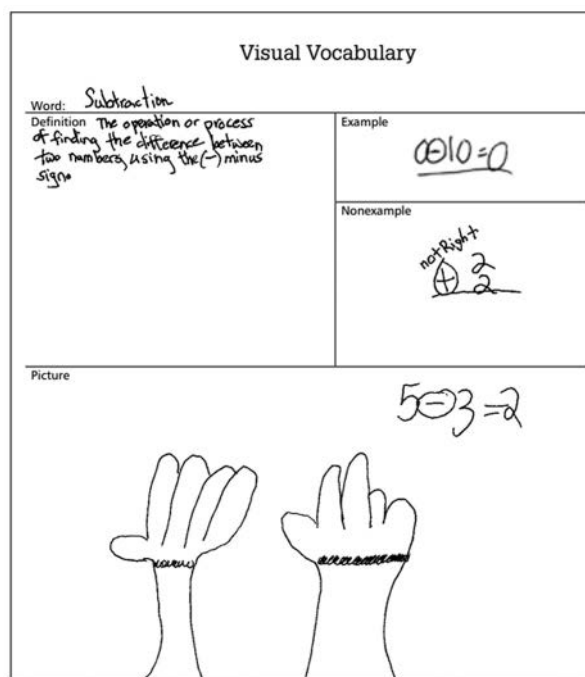 Visual Vocabulary
Word: Subtraction
Definition The operation or process
of finding the difference between
two numbers, using the (-) minus
sign.
Example
⊖10=0
Nonexample
not Right
2
⊕ 2
Picture
5⊖3=2